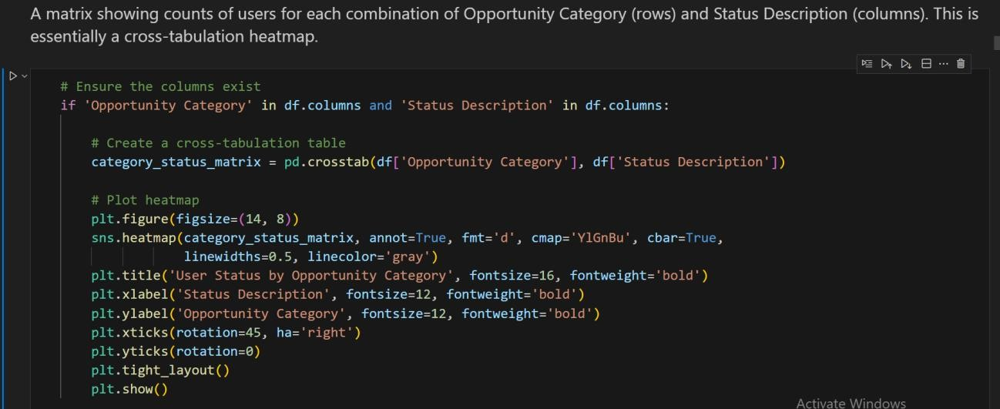 A matrix showing counts of users for each combination of Opportunity Category (rows) and Status Description (columns). This is
essentially a cross-tabulation heatmap.
# Ensure the columns exist
if 'Opportunity Category' in df.columns and 'Status Description' in df.columns:
# Create a cross-tabulation table
category_status_matrix = pd.crosstab(df['Opportunity Category'], df['Status Description'])
# Plot heatmap
plt.figure(figsize=(14, 8))
sns.heatmap(category_status_matrix, annot=True, fmt='d', cmap='YlGnBu', cbar=True,
linewidths=0.5, linecolor='gray')
plt.title('User Status by Opportunity Category', fontsize=16, fontweight='bold')
plt.xlabel('Status Description', fontsize=12, fontweight='bold')
plt.ylabel('Opportunity Category', fontsize=12, fontweight='bold')
plt.xticks(rotation=45, ha='right')
plt.yticks(rotation=0)
plt.tight_layout()
plt.show()
Activate Windows